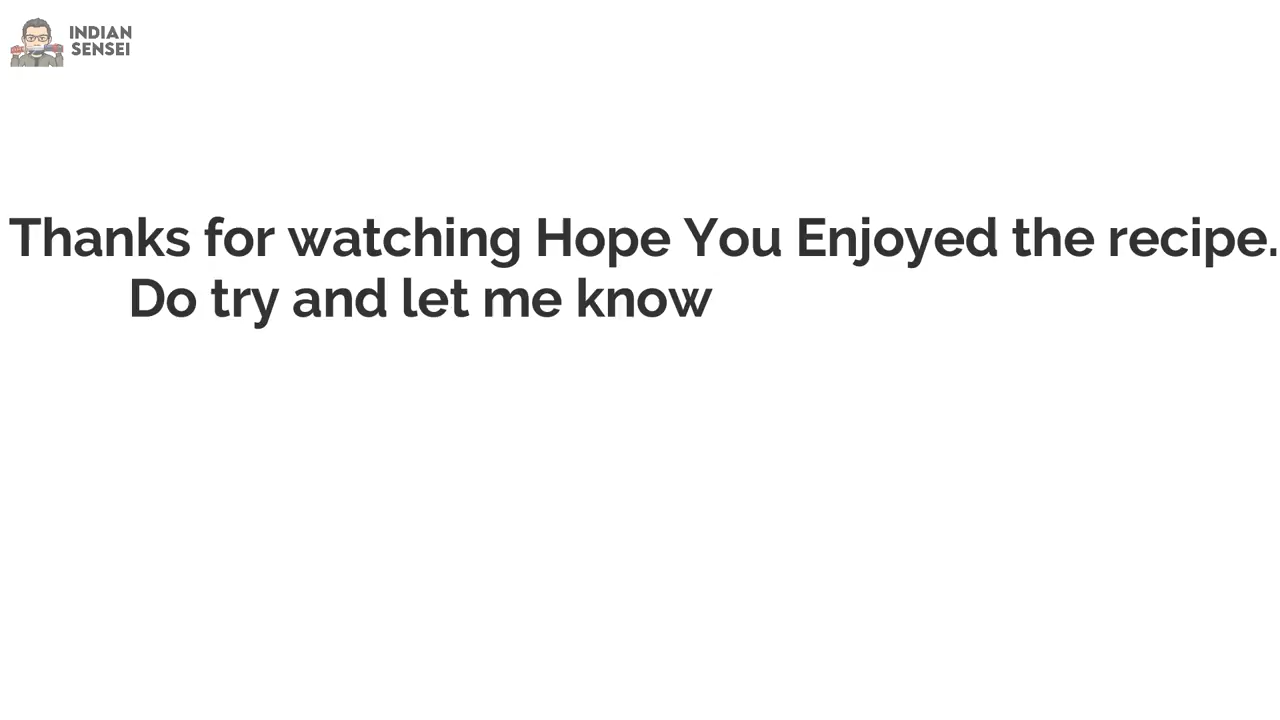 INDIAN
SENSEI
Thanks for watching Hope You Enjoyed the recipe.
Do try and let me know